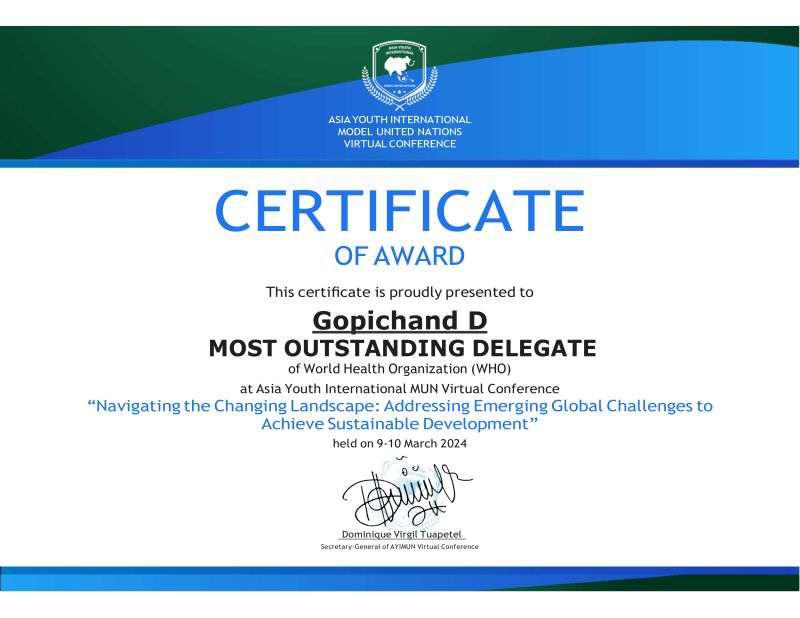 ASIA YOUTH
INTERNATIONAL
ASIA YOUTH INTERNATIONAL
MODEL UNITED NATIONS
VIRTUAL CONFERENCE
CERTIFICATE
OF AWARD
This certificate is proudly presented to
Gopichand D
MOST OUTSTANDING DELEGATE
of World Health Organization (WHO)
at Asia Youth International MUN Virtual Conference
“Navigating the Changing Landscape: Addressing Emerging Global Challenges to
Achieve Sustainable Development”
held on 9-10 March 2024
Dominique Virgil Tuapetel
Secretary-General of AYIMUN Virtual Conference